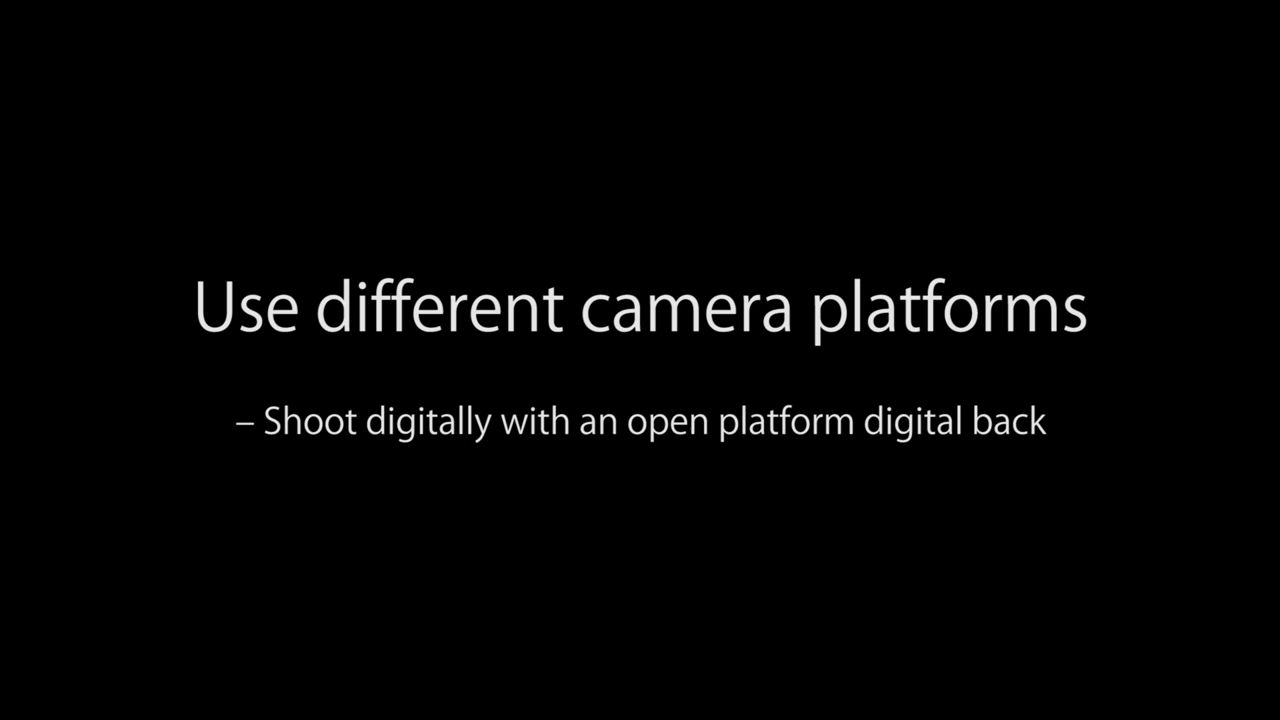 Use different camera platforms
– Shoot digitally with an open platform digital back